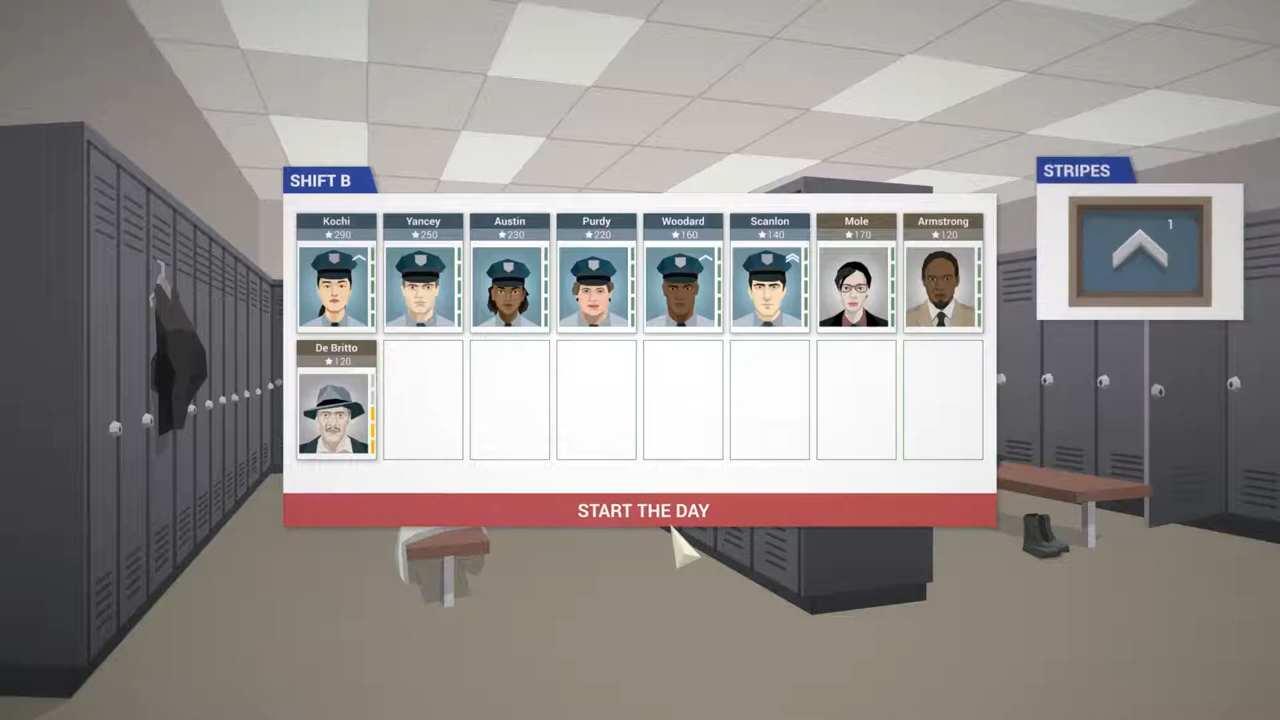 SHIFT B
STRIPES
Kochi Yancey Austin Purdy Woodard Scanlon Mole Armstrong
★290 ★250 ★230 ★220 ★160 ★140 ★170 ★120
1
De Britto
★120
START THE DAY